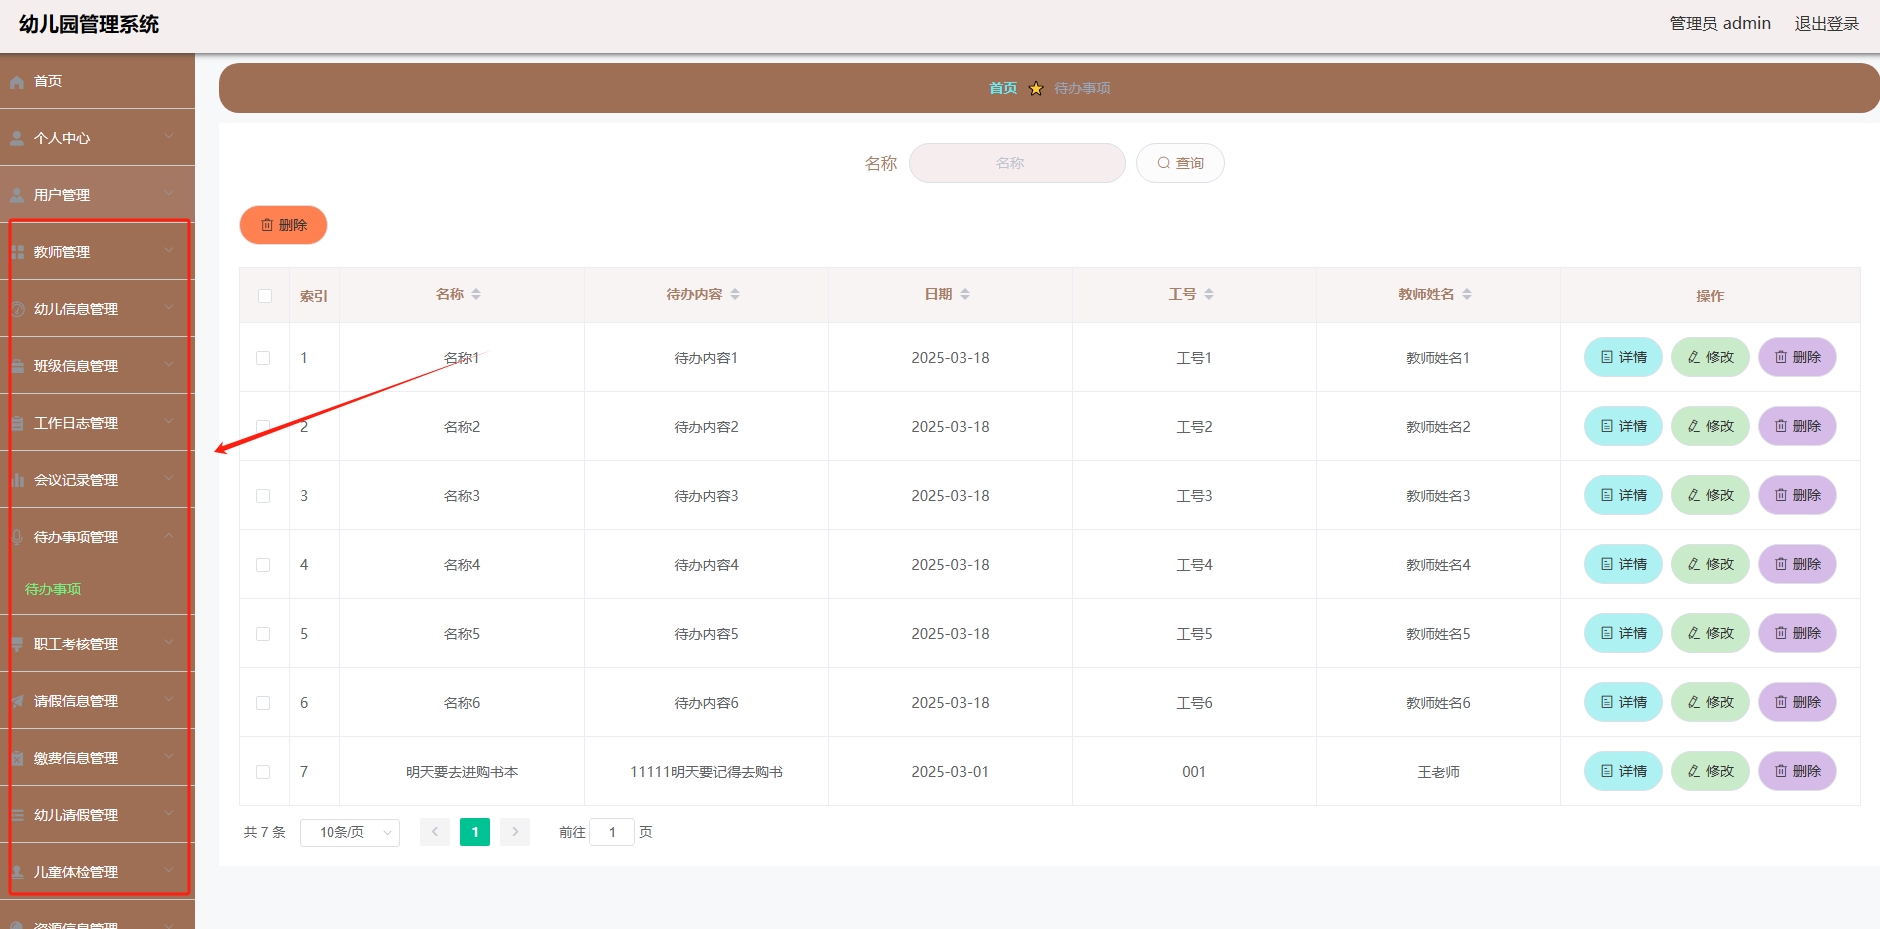 幼儿园管理系统
管理员 admin 退出登录
首页
个人中心
用户管理
教师管理
幼儿信息管理
班级信息管理
工作日志管理
会议记录管理
待办事项管理
待办事项
职工考核管理
请假信息管理
缴费信息管理
幼儿请假管理
儿童体检管理
资源信息管理
首页 待办事项
名称 名称 查询
删除
索引 名称 待办内容 日期 工号 教师姓名 操作
1 名称1 待办内容1 2025-03-18 工号1 教师姓名1 详情 修改 删除
2 名称2 待办内容2 2025-03-18 工号2 教师姓名2 详情 修改 删除
3 名称3 待办内容3 2025-03-18 工号3 教师姓名3 详情 修改 删除
4 名称4 待办内容4 2025-03-18 工号4 教师姓名4 详情 修改 删除
5 名称5 待办内容5 2025-03-18 工号5 教师姓名5 详情 修改 删除
6 名称6 待办内容6 2025-03-18 工号6 教师姓名6 详情 修改 删除
7 明天要去进购书本 11111明天要记得去购书 2025-03-01 001 王老师 详情 修改 删除
共 7 条 10条/页 1 前往 1 页